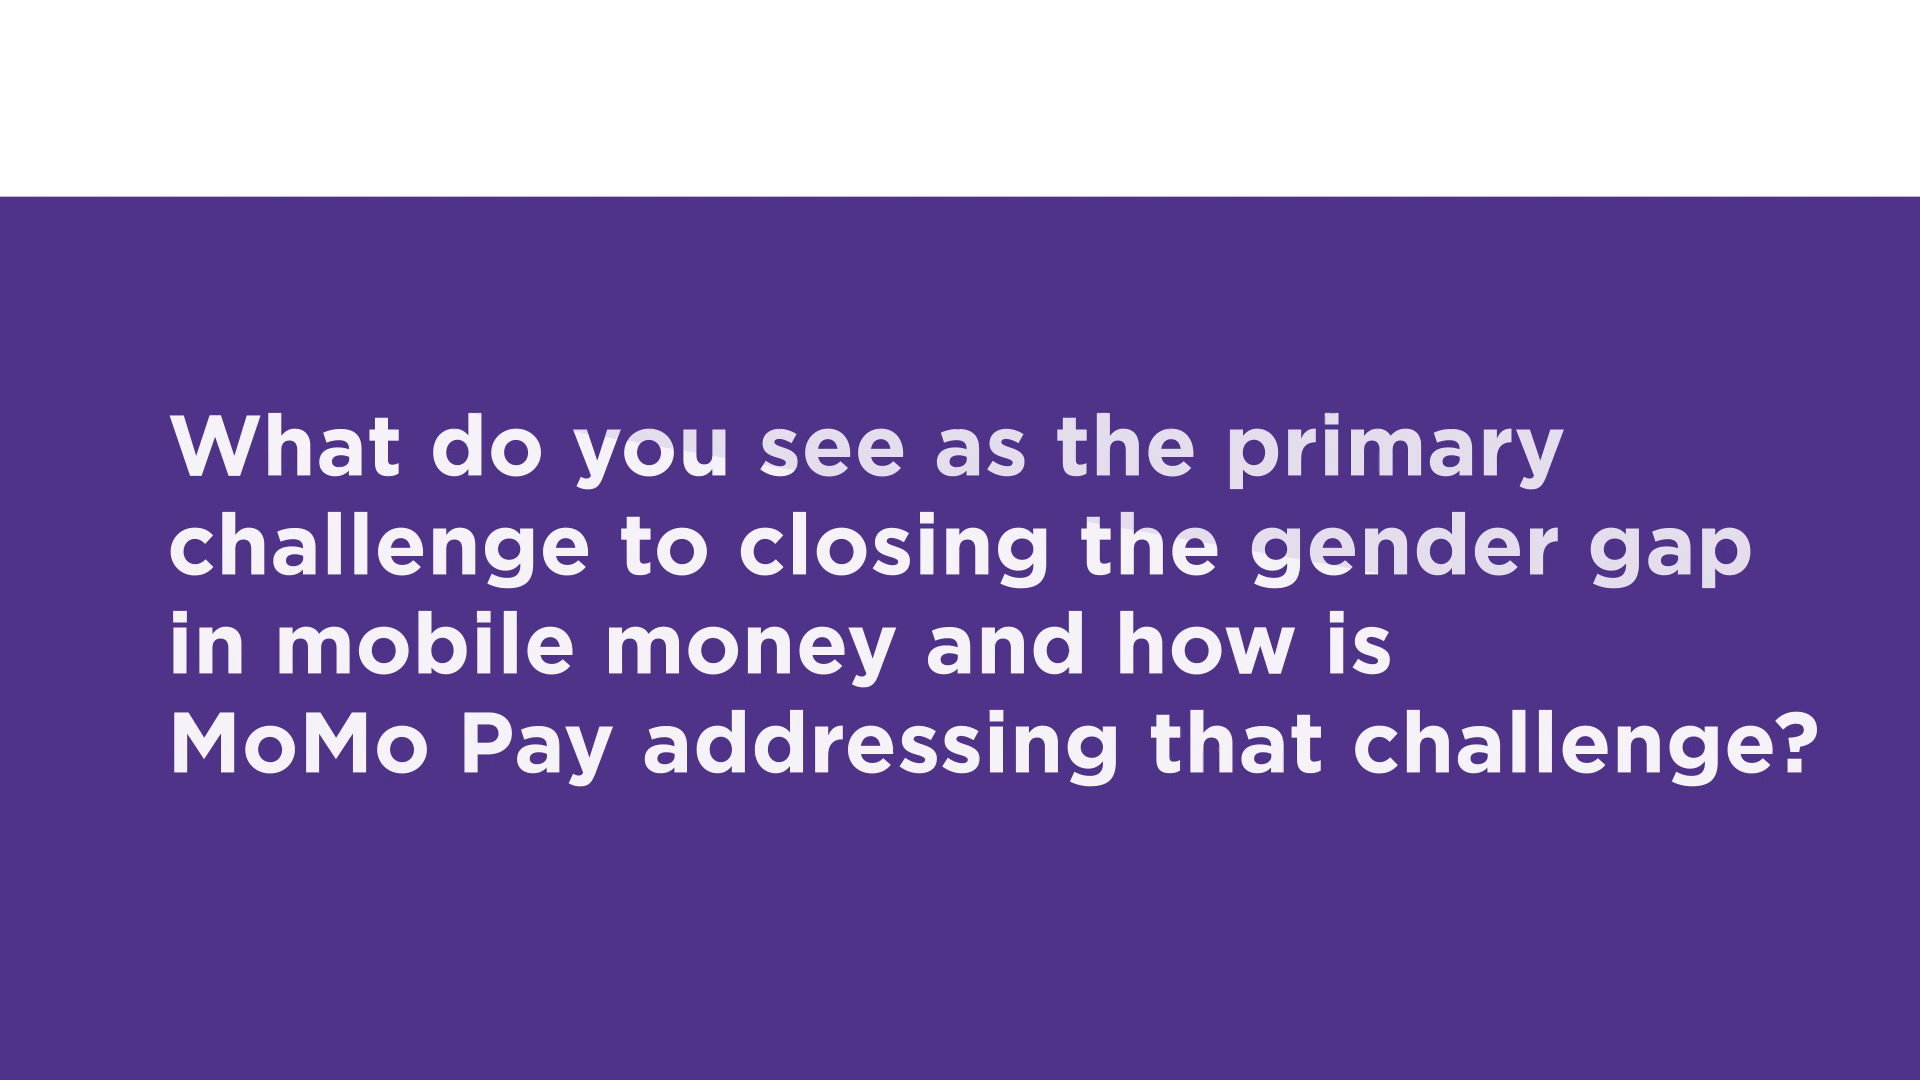 What do you see as the primary
challenge to closing the gender gap
in mobile money and how is
MoMo Pay addressing that challenge?